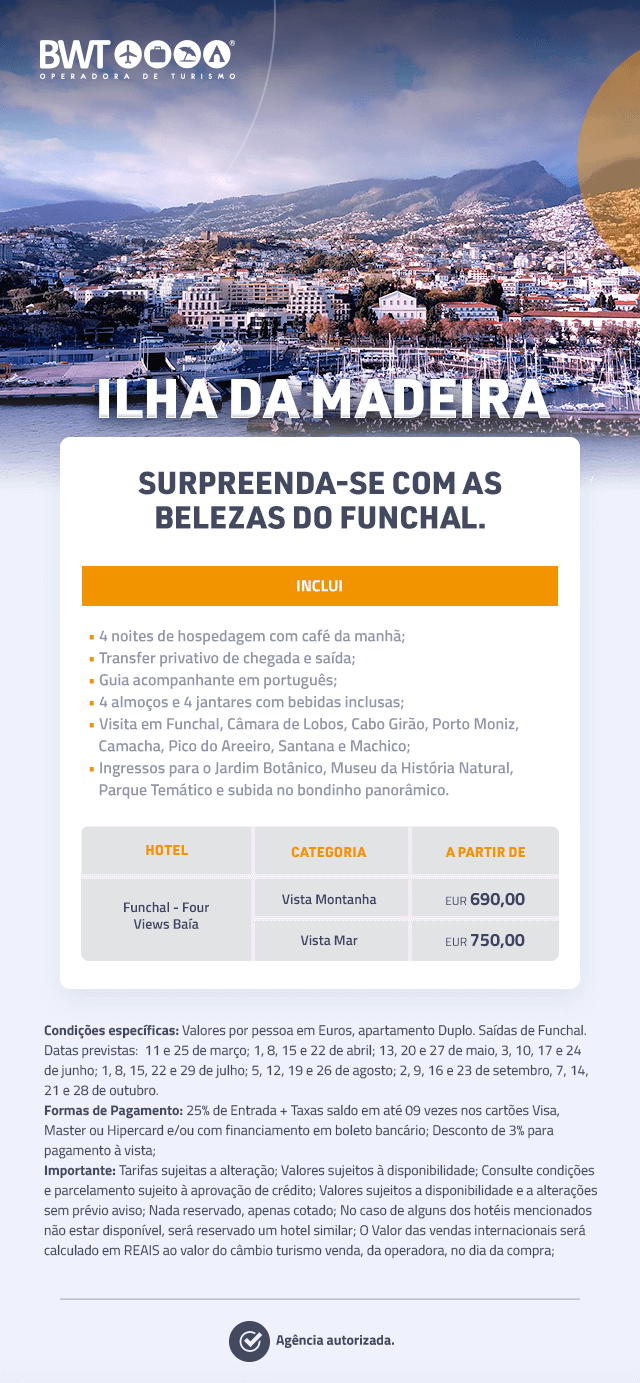 BWT
OPERADORA DE TURISMO
ILHA DA MADEIRA
SURPREENDA-SE COM AS
BELEZAS DO FUNCHAL.
INCLUI
▪ 4 noites de hospedagem com café da manhã;
▪ Transfer privativo de chegada e saída;
▪ Guia acompanhante em português;
▪ 4 almoços e 4 jantares com bebidas inclusas;
▪ Visita em Funchal, Câmara de Lobos, Cabo Girão, Porto Moniz,
Camacha, Pico do Areeiro, Santana e Machico;
▪ Ingressos para o Jardim Botânico, Museu da História Natural,
Parque Temático e subida no bondinho panorâmico.
HOTEL CATEGORIA A PARTIR DE
Funchal - Four
Views Baía
Vista Montanha EUR 690,00
Vista Mar EUR 750,00
Condições específicas: Valores por pessoa em Euros, apartamento Duplo. Saídas de Funchal.
Datas previstas: 11 e 25 de março; 1, 8, 15 e 22 de abril; 13, 20 e 27 de maio, 3, 10, 17 e 24
de junho; 1, 8, 15, 22 e 29 de julho; 5, 12, 19 e 26 de agosto; 2, 9, 16 e 23 de setembro, 7, 14,
21 e 28 de outubro.
Formas de Pagamento: 25% de Entrada + Taxas saldo em até 09 vezes nos cartões Visa,
Master ou Hipercard e/ou com financiamento em boleto bancário; Desconto de 3% para
pagamento à vista;
Importante: Tarifas sujeitas a alteração; Valores sujeitos à disponibilidade; Consulte condições
e parcelamento sujeito à aprovação de crédito; Valores sujeitos a disponibilidade e a alterações
sem prévio aviso; Nada reservado, apenas cotado; No caso de alguns dos hotéis mencionados
não estar disponível, será reservado um hotel similar; O Valor das vendas internacionais será
calculado em REAIS ao valor do câmbio turismo venda, da operadora, no dia da compra;
Agência autorizada.